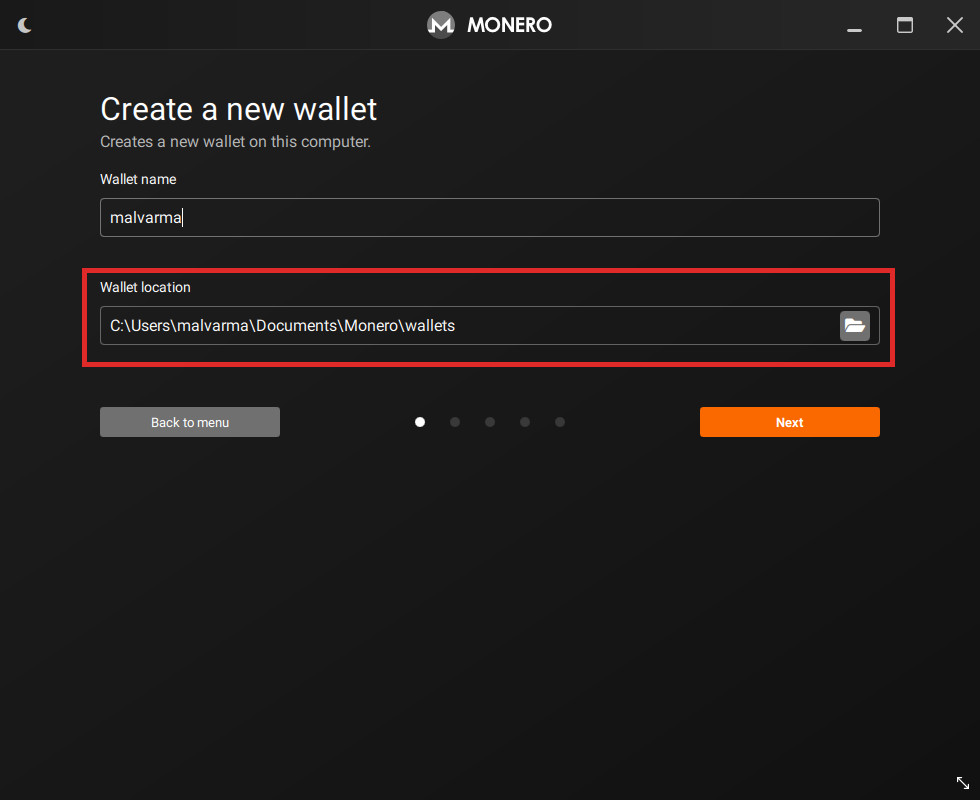 MONERO
Create a new wallet
Creates a new wallet on this computer.
Wallet name
malvarma
Wallet location
C:\Users\malvarma\Documents\Monero\wallets
Back to menu
Next